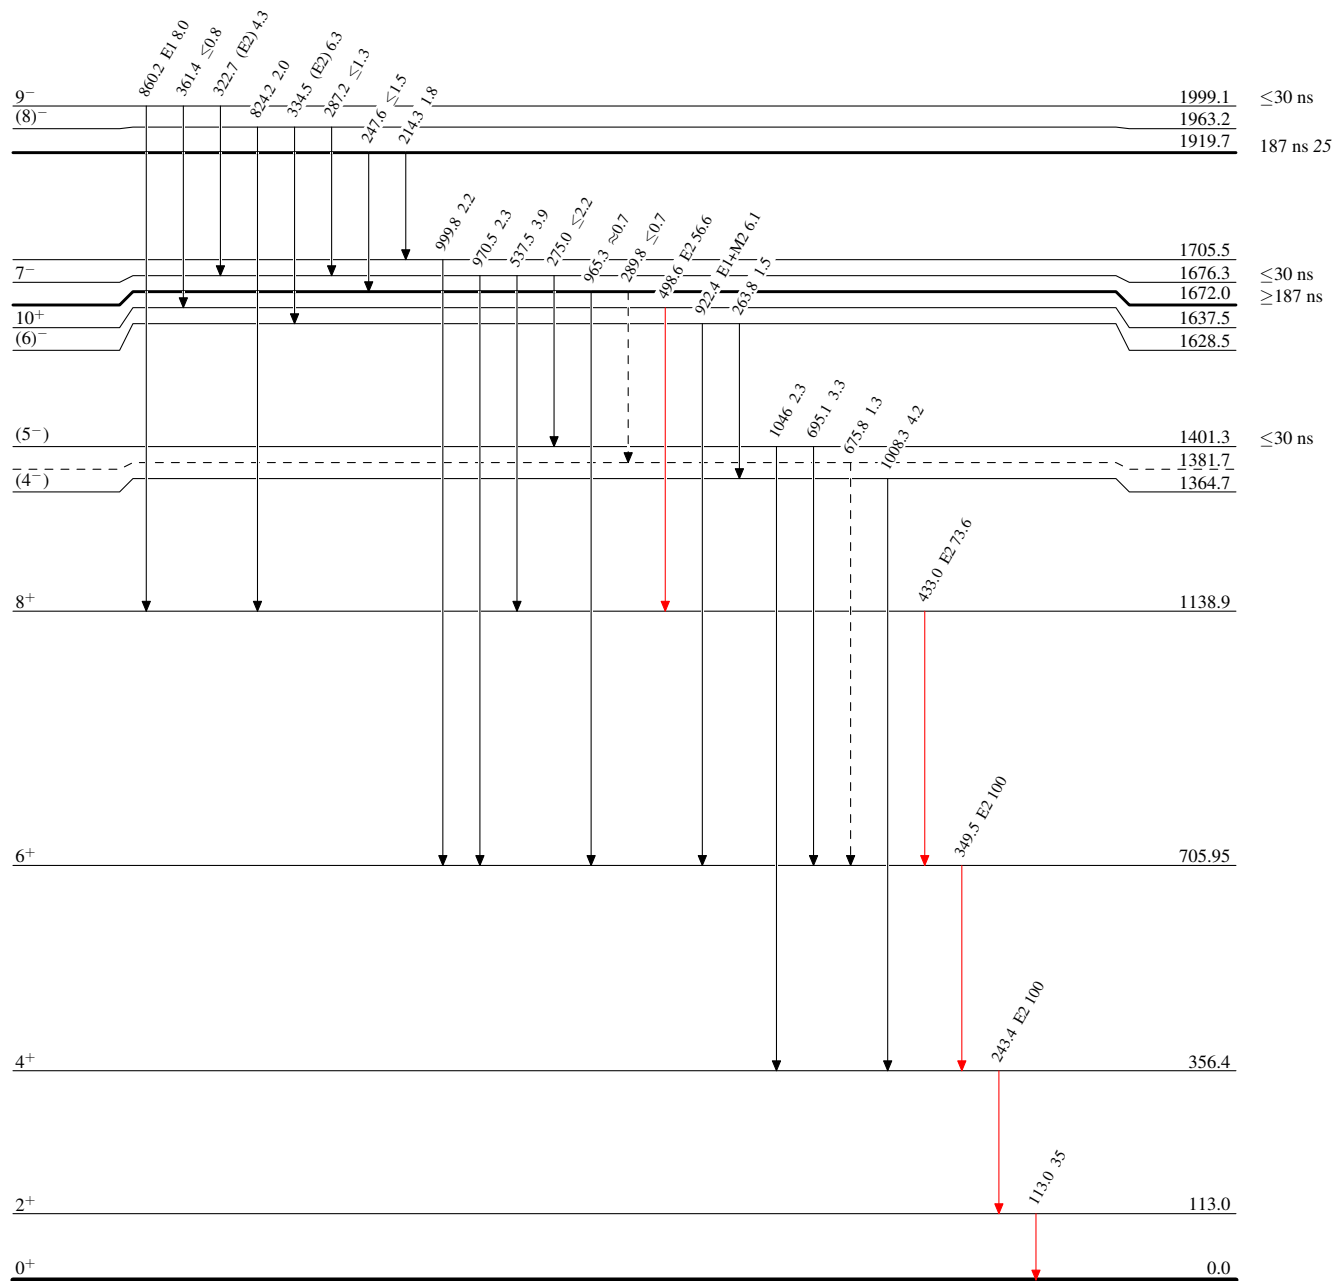 860.2 E1 8.0
361.4 ≤0.8
322.7 (E2) 4.3
824.2 2.0
334.5 (E2) 6.3
287.2 ≤1.3
247.6 ≤1.5
214.3 1.8
9⁻ 1999.1 ≤30 ns
(8)⁻ 1963.2
1919.7 187 ns 25
999.8 2.2
970.5 2.3
537.5 3.9
275.0 ≤2.2
965.3 ≈0.7
289.8 ≤0.7
498.6 E2 56.6
922.4 E1+M2 6.1
263.8 1.5
1705.5
7⁻ 1676.3 ≤30 ns
1672.0 ≥187 ns
10⁺ 1637.5
(6)⁻ 1628.5
1046 2.3
695.1 3.3
675.8 1.3
1008.3 4.2
(5⁻) 1401.3 ≤30 ns
1381.7
(4⁻) 1364.7
433.0 E2 73.6
8⁺ 1138.9
349.5 E2 100
6⁺ 705.95
243.4 E2 100
4⁺ 356.4
113.0 35
2⁺ 113.0
0⁺ 0.0